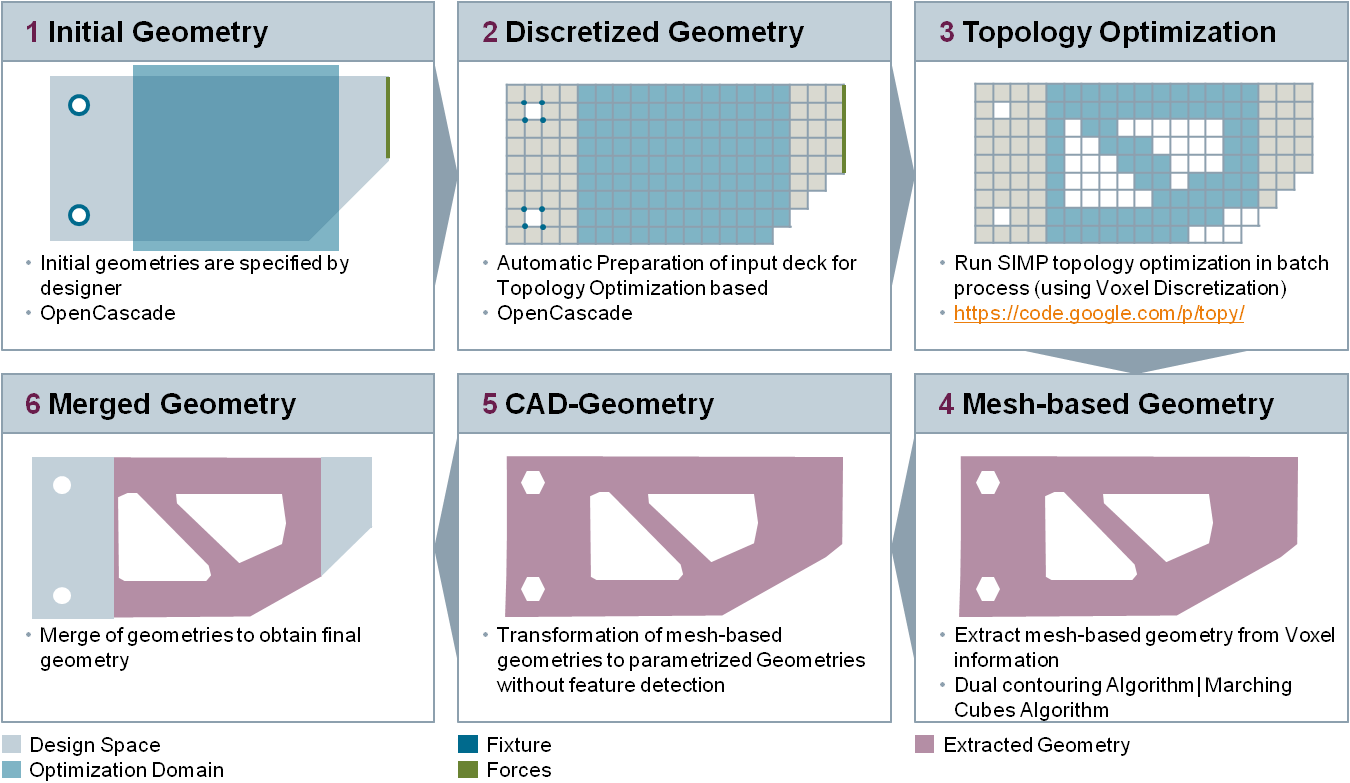 1 Initial Geometry
• Initial geometries are specified by
designer
• OpenCascade
2 Discretized Geometry
• Automatic Preparation of input deck for
Topology Optimization based
• OpenCascade
3 Topology Optimization
• Run SIMP topology optimization in batch
process (using Voxel Discretization)
• https://code.google.com/p/topy/
6 Merged Geometry
• Merge of geometries to obtain final
geometry
5 CAD-Geometry
• Transformation of mesh-based
geometries to parametrized Geometries
without feature detection
4 Mesh-based Geometry
• Extract mesh-based geometry from Voxel
information
• Dual contouring Algorithm| Marching
Cubes Algorithm
Design Space
Optimization Domain
Fixture
Forces
Extracted Geometry